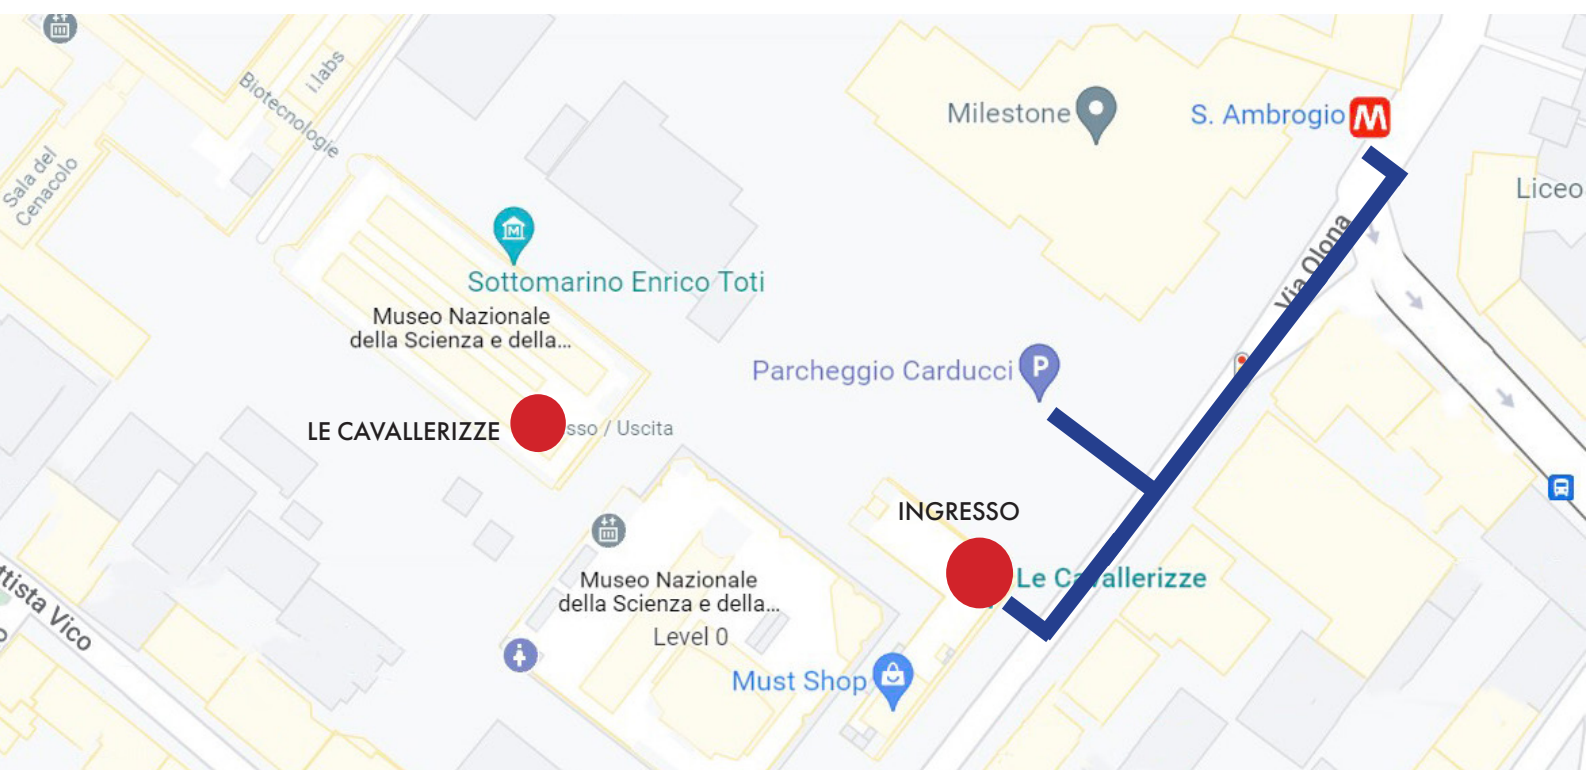 i.labs
Biotecnologie
Sala del
Cenacolo
Milestone
S. Ambrogio
M
Liceo
Via Olona
M
Sottomarino Enrico Toti
Museo Nazionale
della Scienza e della...
Parcheggio Carducci
P
LE CAVALLERIZZE
sso / Uscita
INGRESSO
Le Cavallerizze
Museo Nazionale
della Scienza e della...
Level 0
Must Shop
ttista Vico